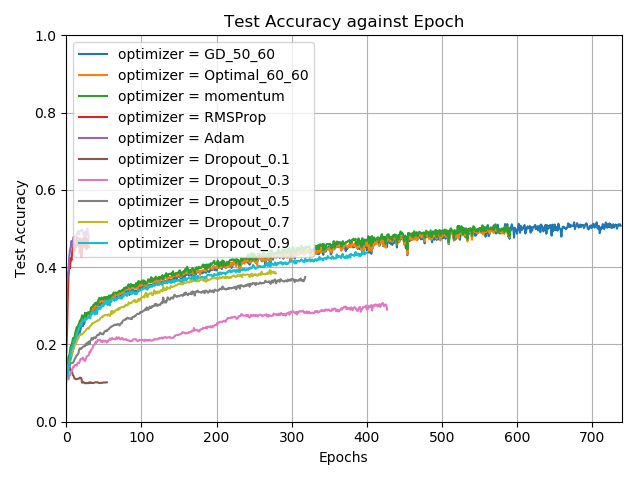 Test Accuracy against Epoch
1.0
0.8
0.6
0.4
0.2
0.0
Test Accuracy
optimizer = GD_50_60
optimizer = Optimal_60_60
optimizer = momentum
optimizer = RMSProp
optimizer = Adam
optimizer = Dropout_0.1
optimizer = Dropout_0.3
optimizer = Dropout_0.5
optimizer = Dropout_0.7
optimizer = Dropout_0.9
0 100 200 300 400 500 600 700
Epochs